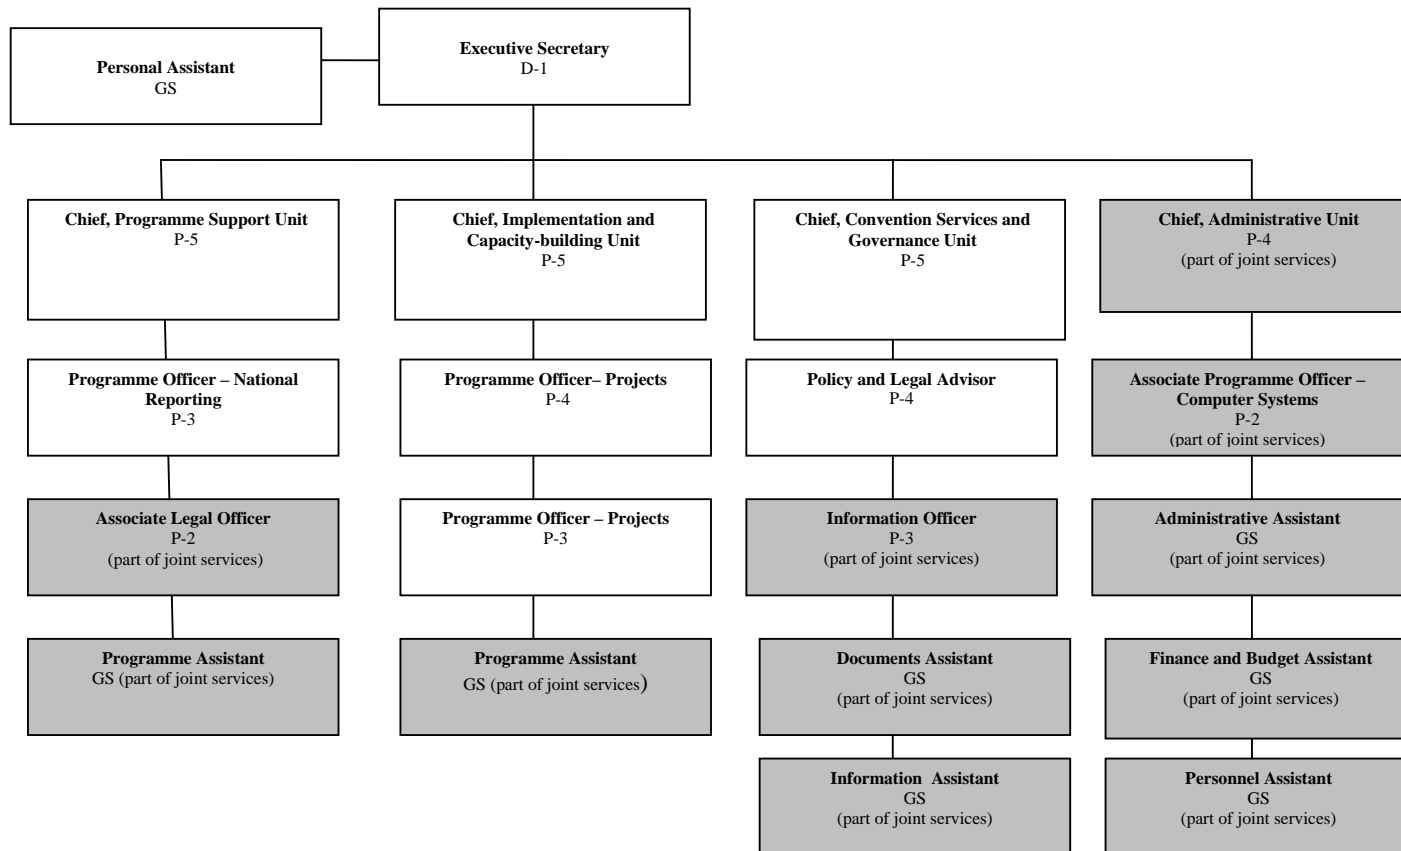 Executive Secretary
D-1
Personal Assistant
GS
Chief, Programme Support Unit
P-5
Chief, Implementation and
Capacity-building Unit
P-5
Chief, Convention Services and
Governance Unit
P-5
Chief, Administrative Unit
P-4
(part of joint services)
Programme Officer – National
Reporting
P-3
Programme Officer– Projects
P-4
Policy and Legal Advisor
P-4
Associate Programme Officer –
Computer Systems
P-2
(part of joint services)
Associate Legal Officer
P-2
(part of joint services)
Programme Officer – Projects
P-3
Information Officer
P-3
(part of joint services)
Administrative Assistant
GS
(part of joint services)
Programme Assistant
GS (part of joint services)
Programme Assistant
GS (part of joint services)
Documents Assistant
GS
(part of joint services)
Finance and Budget Assistant
GS
(part of joint services)
Information  Assistant
GS
(part of joint services)
Personnel Assistant
GS
(part of joint services)